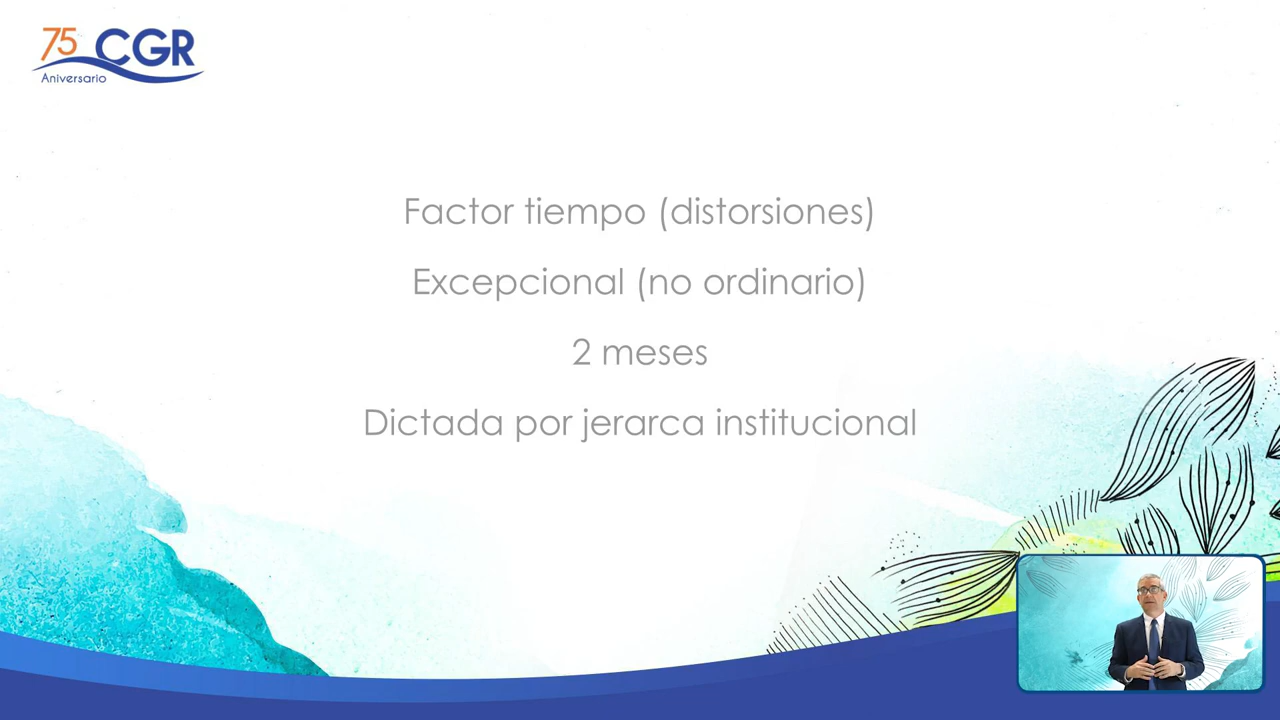 75 CGR
Aniversario
Factor tiempo (distorsiones)
Excepcional (no ordinario)
2 meses
Dictada por jerarca institucional